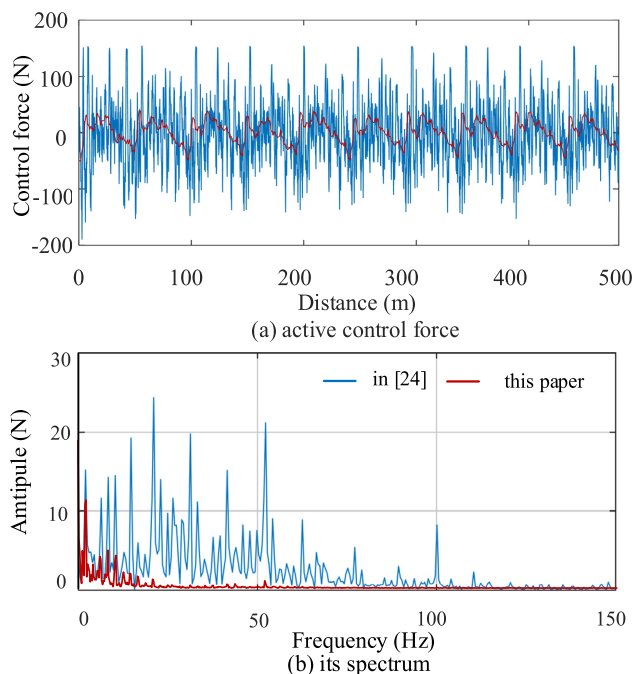 200
100
0
-100
-200
Control force (N)
0 100 200 300 400 500
Distance (m)
(a) active control force
30
20
10
0
Amtipule (N)
in [24] this paper
0 50 100 150
Frequency (Hz)
(b) its spectrum